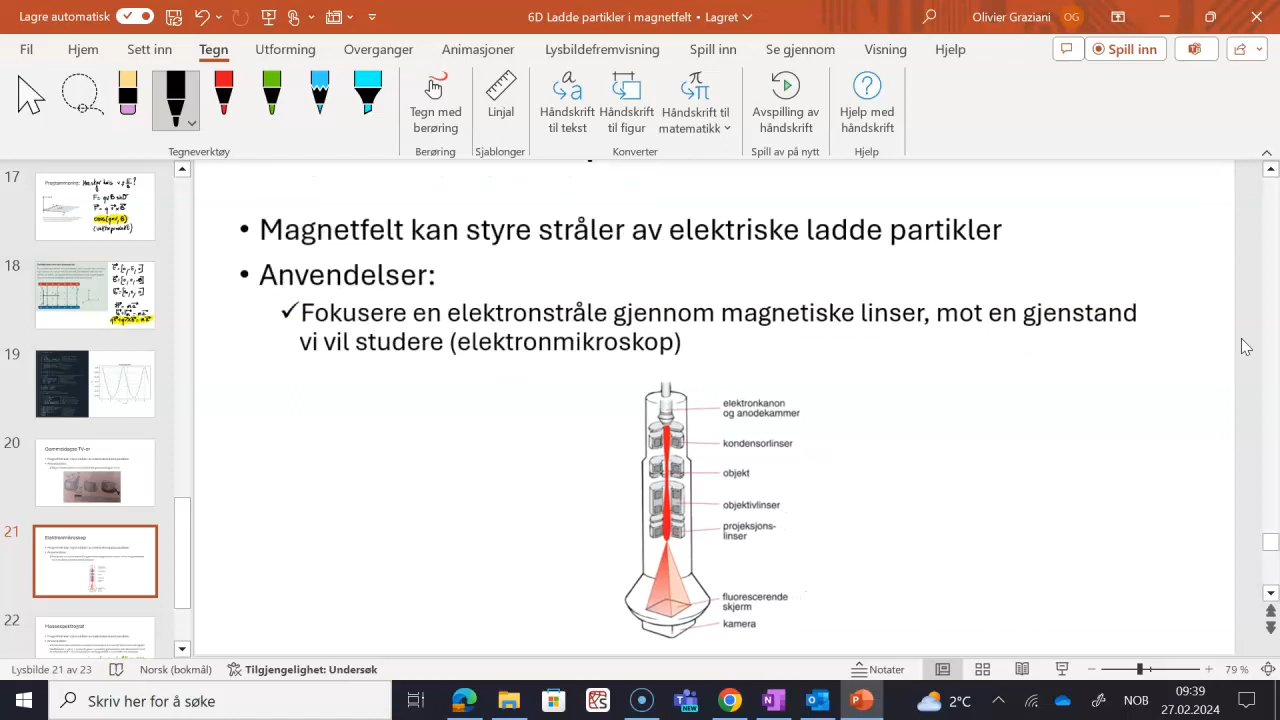 Lagre automatisk
6D Ladde partikler i magnetfelt • Lagret
Olivier Graziani
OG
Fil Hjem Sett inn Tegn Utforming Overganger Animasjoner Lysbildefremvisning Spill inn Se gjennom Visning Hjelp
Spill inn
Tegn med berøring
Linjal
Håndskrift til tekst
Håndskrift til figur
Håndskrift til matematikk
Avspilling av håndskrift
Hjelp med håndskrift
Tegneverktøy
Berøring
Sjablonger
Konverter
Spill av på nytt
Hjelp
17
Programmering:
F = qvB sinα
cross(qv, B)
18
19
20
Gammeldagse TV-er
21
Elektronmikroskop
22
Massespektrograf
• Magnetfelt kan styre stråler av elektriske ladde partikler
• Anvendelser:
✓Fokusere en elektronstråle gjennom magnetiske linser, mot en gjenstand
vi vil studere (elektronmikroskop)
elektronkanon
og anodekammer
kondensorlinser
objekt
objektivlinser
projeksjons-
linser
fluorescerende
skjerm
kamera
Lysbilde 21 av 23
Norsk (bokmål)
Tilgjengelighet: Undersøk
Notater
79 %
Skriv her for å søke
NEW
2°C
NOB
09:39
27.02.2024